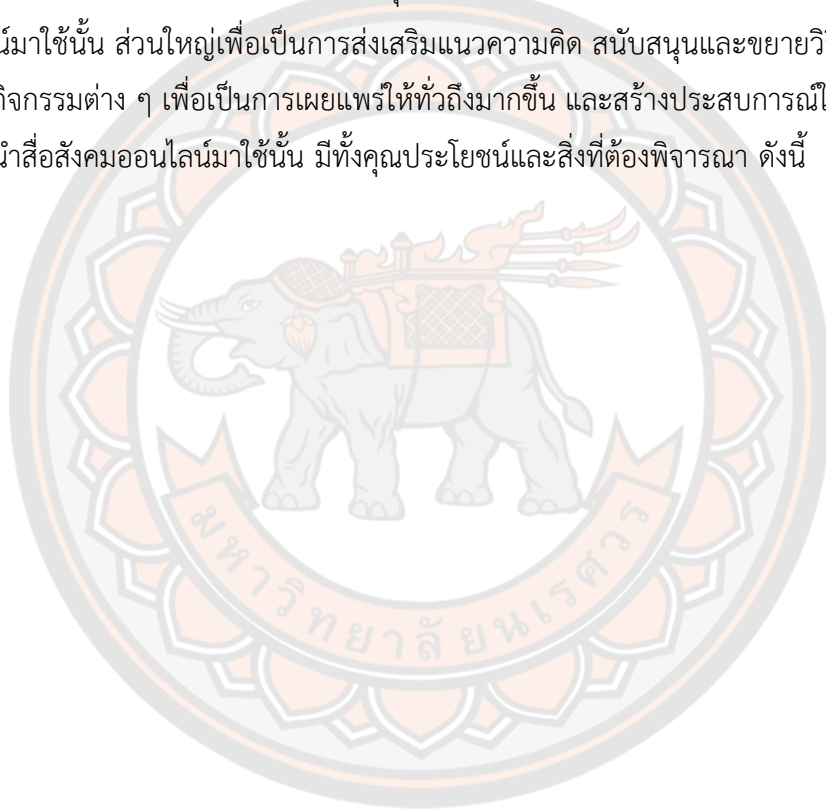 น์มาใช้นั้น ส่วนใหญ่เพื่อเป็นการส่งเสริมแนวความคิด สนับสนุนและขยายวิ
กิจกรรมต่าง ๆ เพื่อเป็นการเผยแพร่ให้ทั่วถึงมากขึ้น และสร้างประสบการณ์ใ
นำสื่อสังคมออนไลน์มาใช้นั้น มีทั้งคุณประโยชน์และสิ่งที่ต้องพิจารณา ดังนี้
มหาวิทยาลัยนเรศวร